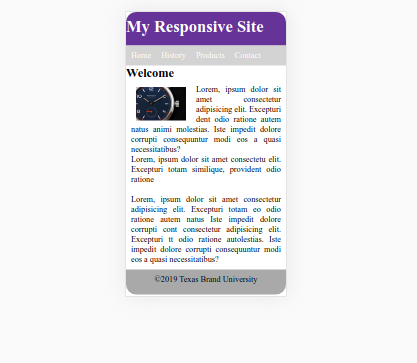 My Responsive Site
Home History Products Contact
Welcome
Lorem, ipsum dolor sit
amet consectetur
adipisicing elit. Excepturi
dent odio ratione autem
natus animi molestias. Iste impedit dolore
corrupti consequuntur modi eos a quasi
necessitatibus?
Lorem, ipsum dolor sit amet consectetu elit.
Excepturi totam similique, provident odio
ratione
Lorem, ipsum dolor sit amet consectetur
adipisicing elit. Excepturi totam eo odio
ratione autem natus Iste impedit dolore
corrupti cont consectetur adipisicing elit.
Excepturi tt odio ratione autolestias. Iste
impedit dolore corrupti consequuntur modi
eos a quasi necessitatibus?
©2019 Texas Brand University